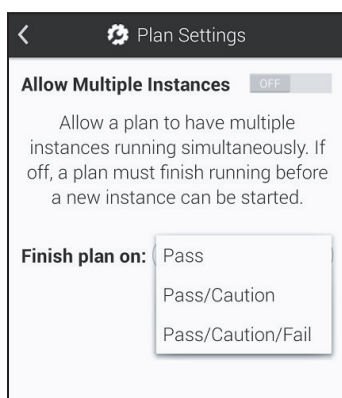 Plan Settings
Allow Multiple Instances OFF
Allow a plan to have multiple
instances running simultaneously. If
off, a plan must finish running before
a new instance can be started.
Finish plan on: Pass
Pass/Caution
Pass/Caution/Fail